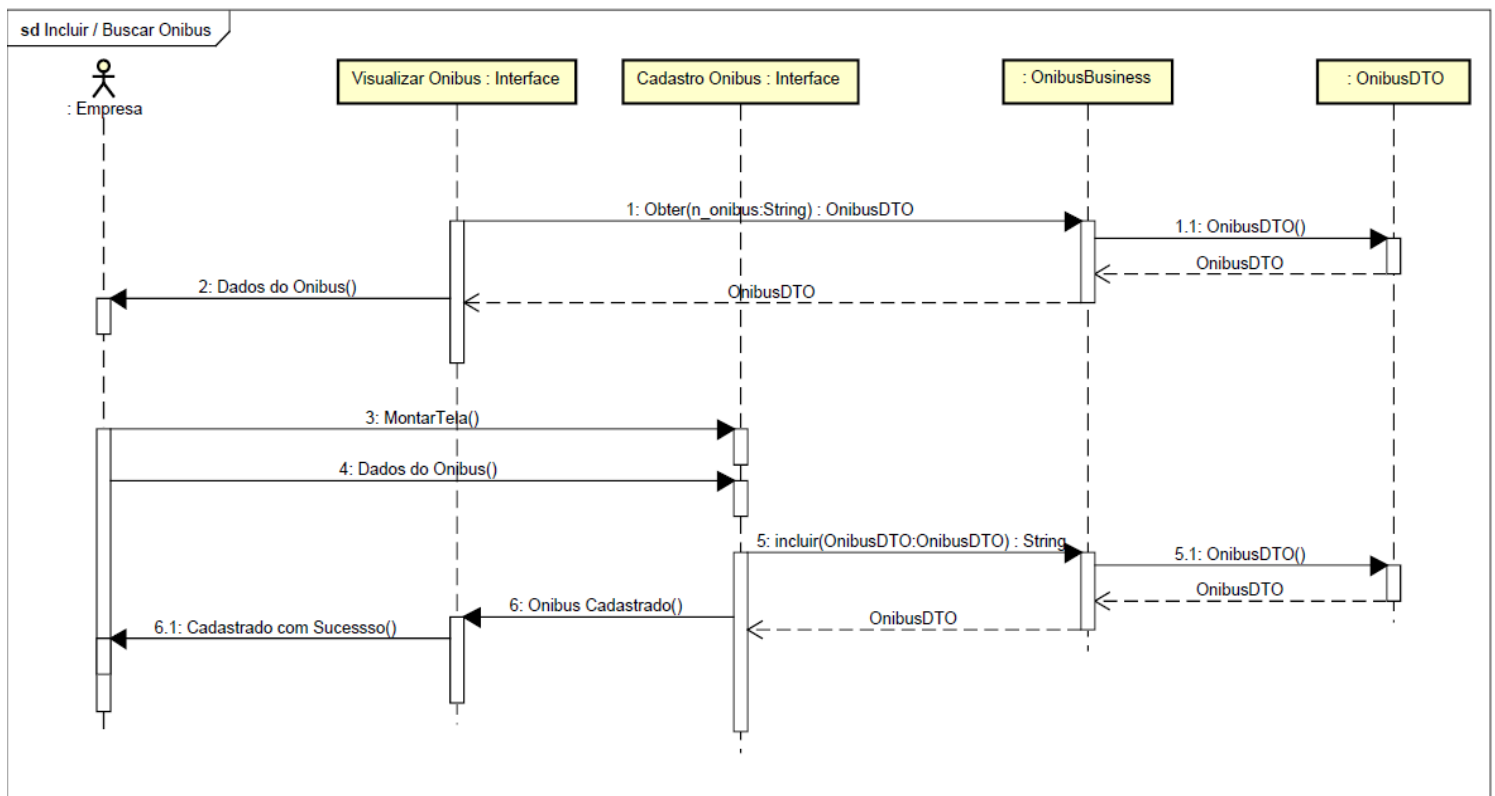 sd Incluir / Buscar Onibus
: Empresa
Visualizar Onibus : Interface
Cadastro Onibus : Interface
: OnibusBusiness
: OnibusDTO
1: Obter(n_onibus:String) : OnibusDTO
1.1: OnibusDTO()
OnibusDTO
2: Dados do Onibus()
OnibusDTO
3: MontarTela()
4: Dados do Onibus()
5: incluir(OnibusDTO:OnibusDTO) : String
5.1: OnibusDTO()
OnibusDTO
6: Onibus Cadastrado()
OnibusDTO
6.1: Cadastrado com Sucessso()